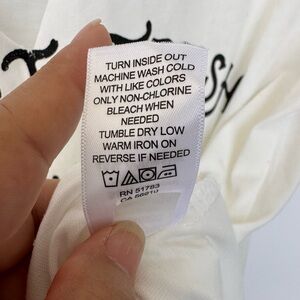 TURN INSIDE OUT
MACHINE WASH COLD
WITH LIKE COLORS
ONLY NON-CHLORINE
BLEACH WHEN
NEEDED
TUMBLE DRY LOW
WARM IRON ON
REVERSE IF NEEDED
RN 51763